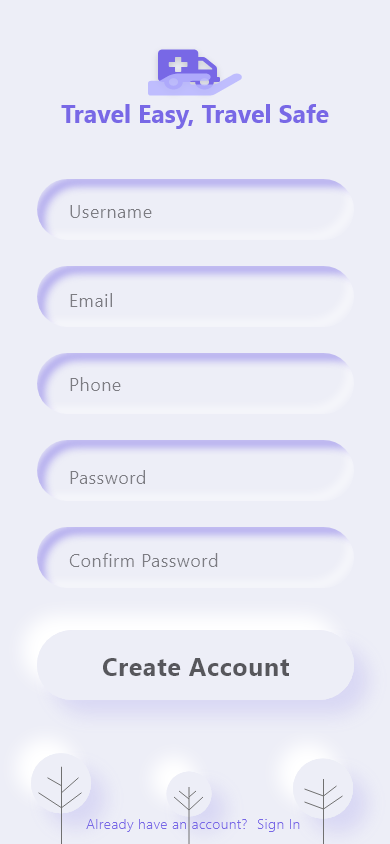 Travel Easy, Travel Safe
Username
Email
Phone
Password
Confirm Password
Create Account
Already have an account? Sign In